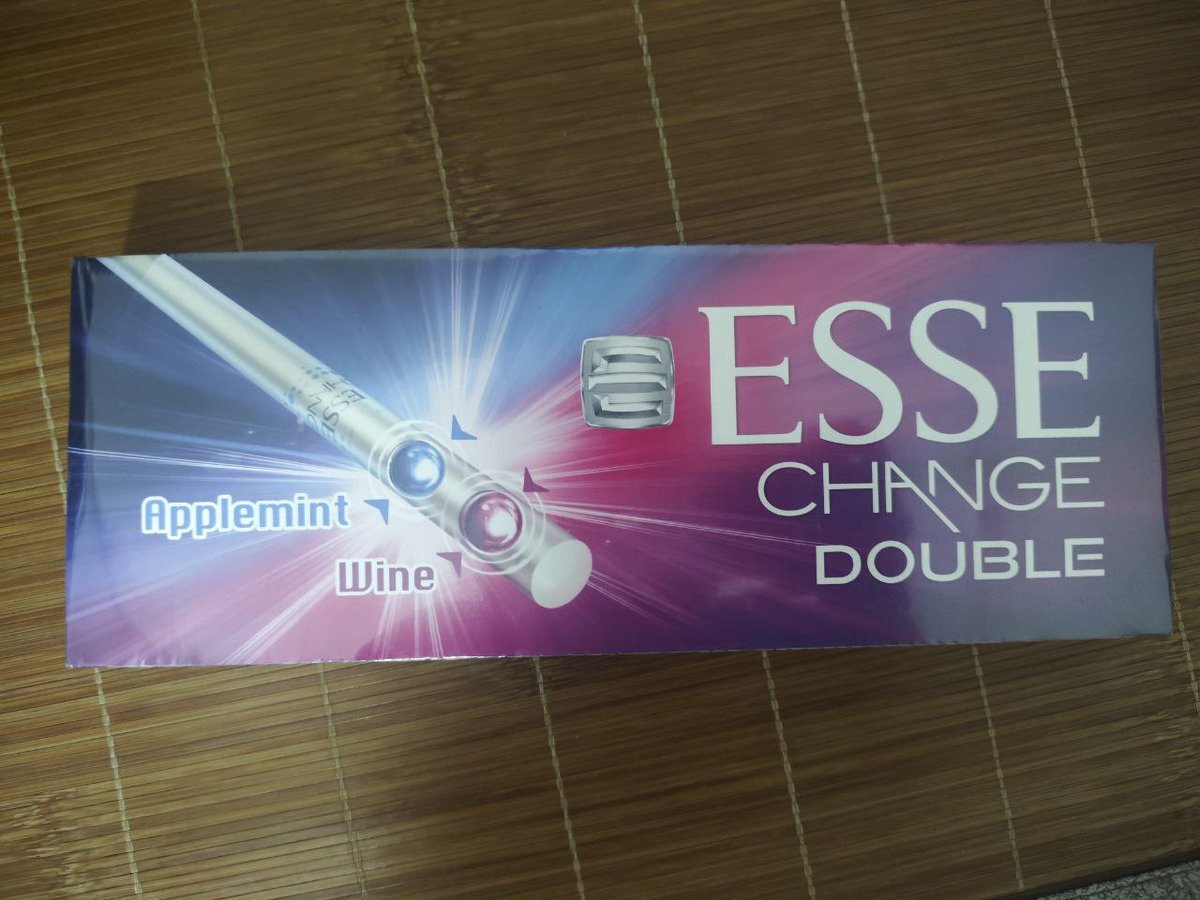 ESSE
CHANGE
DOUBLE
Applemint
Wine